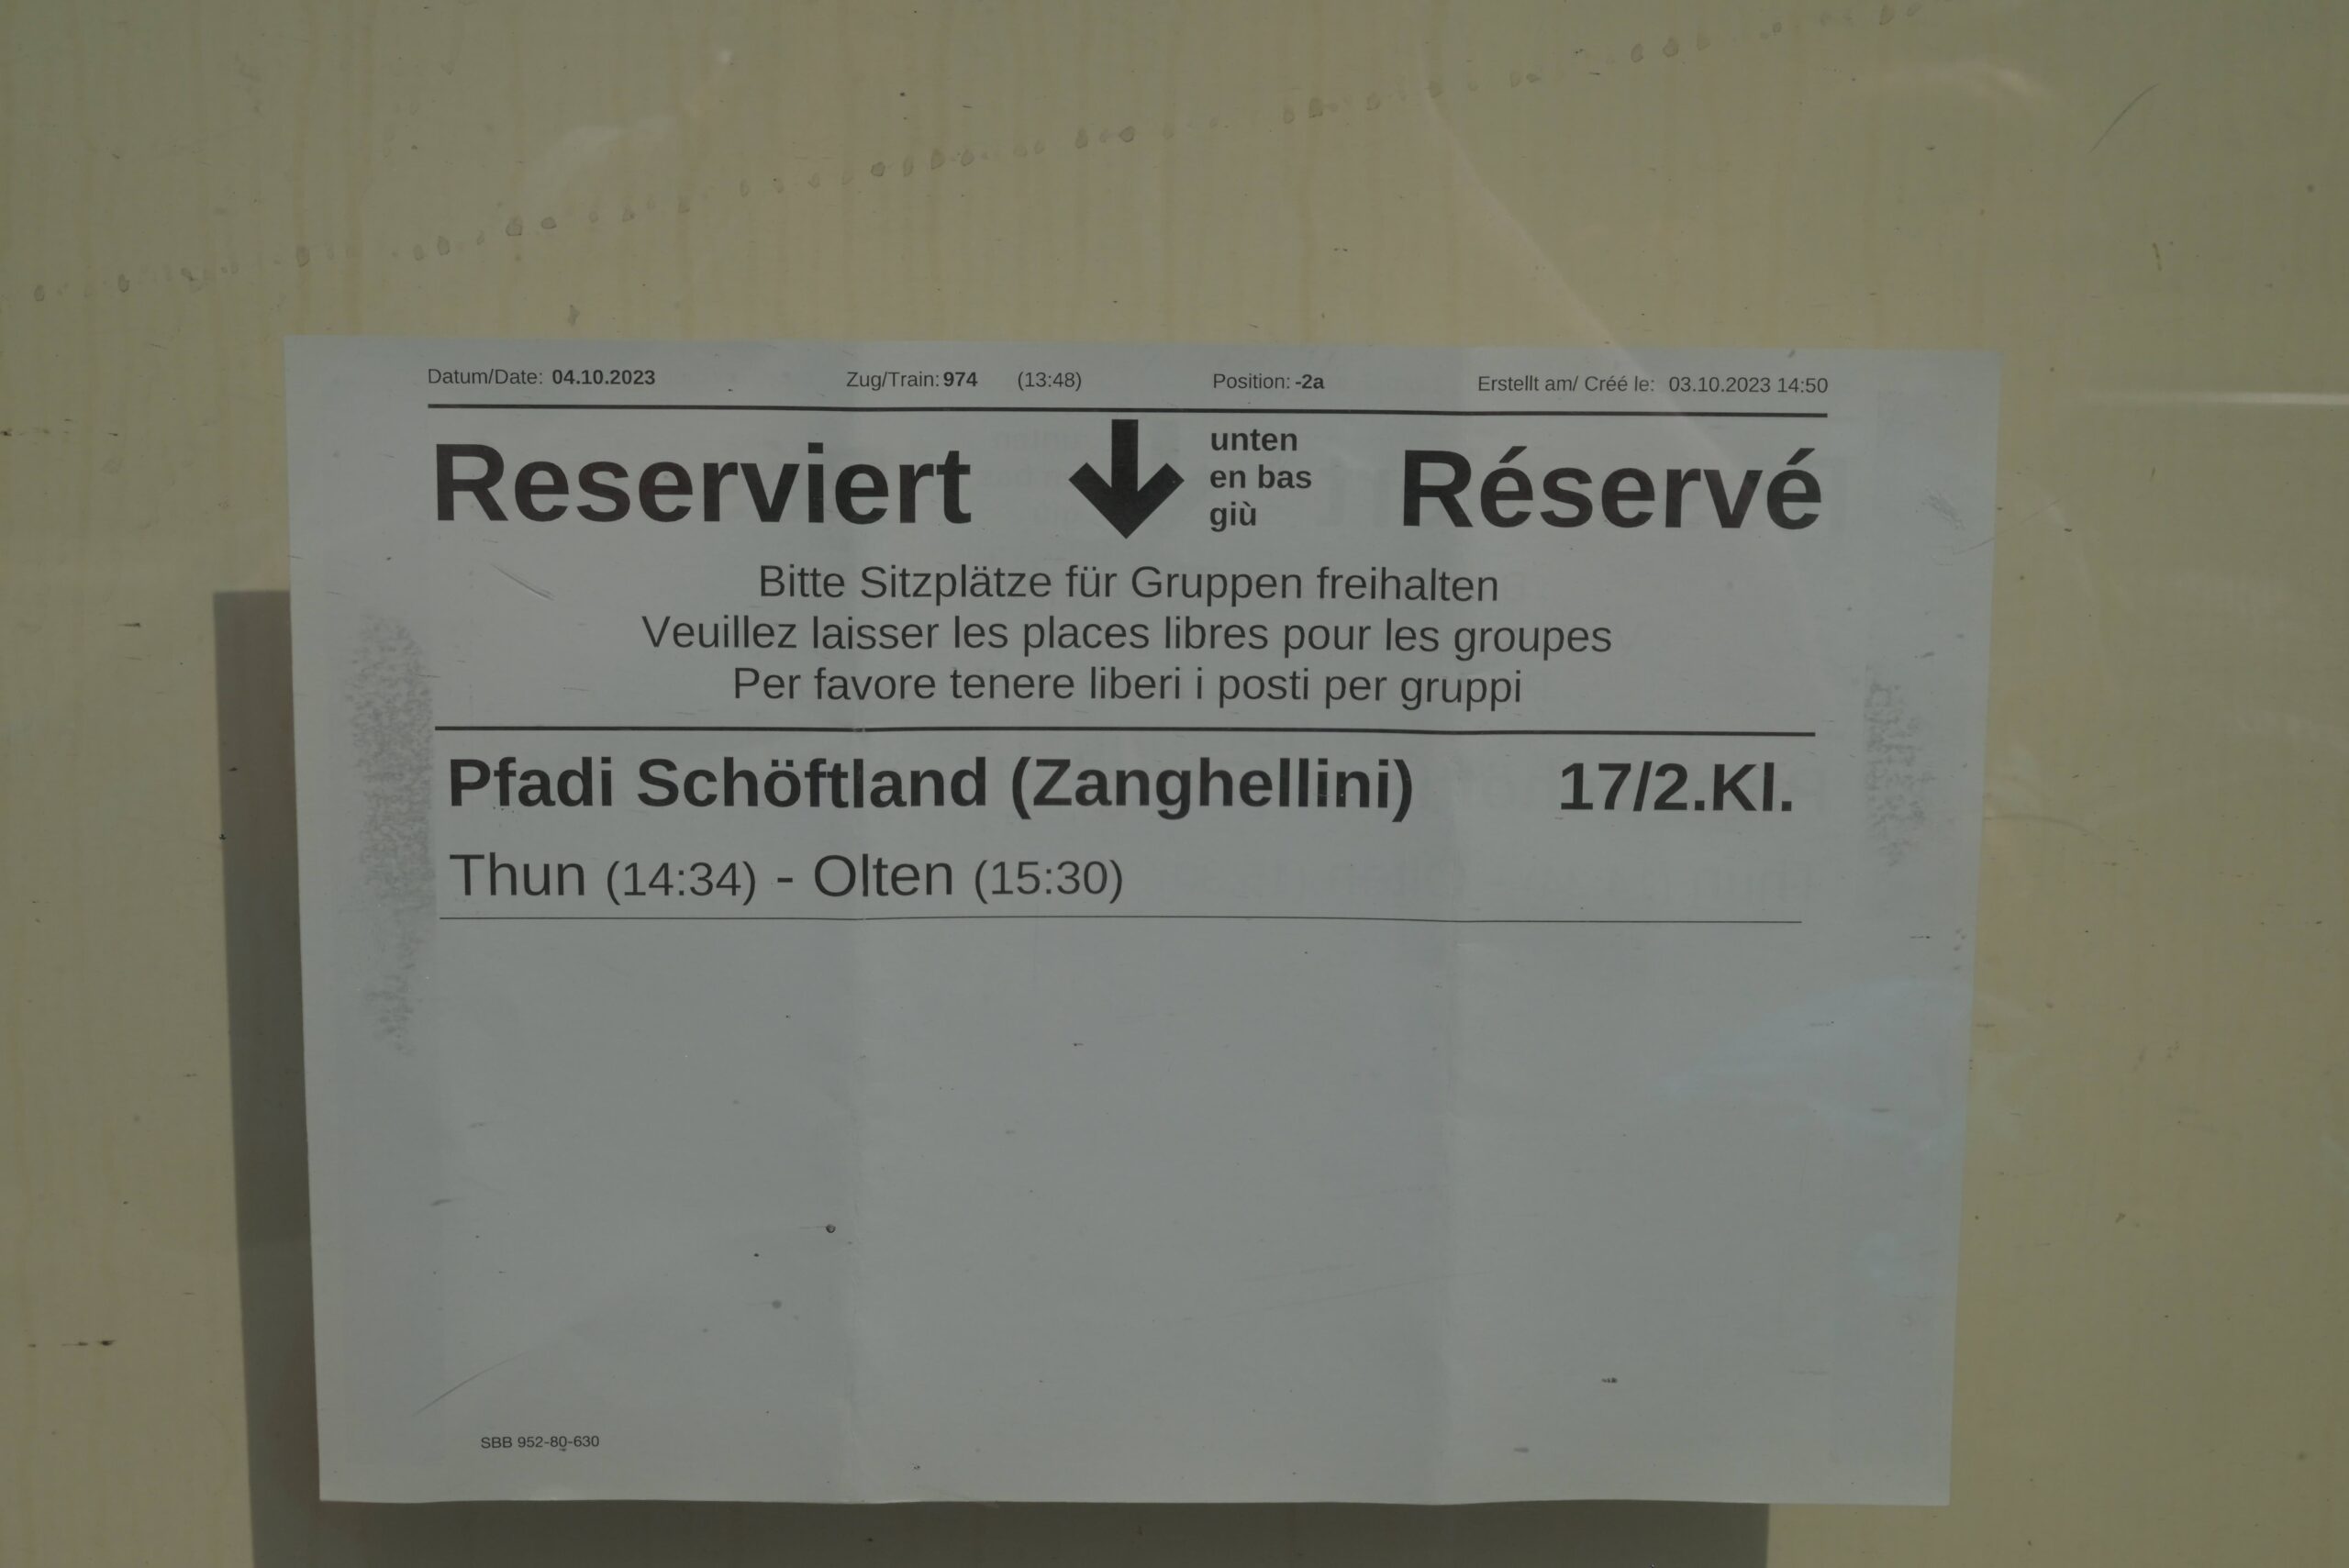 Datum/Date: 04.10.2023 Zug/Train: 974 (13:48) Position: -2a Erstellt am/ Créé le: 03.10.2023 14:50
Reserviert
unten
en bas
giù
Réservé
Bitte Sitzplätze für Gruppen freihalten
Veuillez laisser les places libres pour les groupes
Per favore tenere liberi i posti per gruppi
Pfadi Schöftland (Zanghellini) 17/2.Kl.
Thun (14:34) - Olten (15:30)
SBB 952-80-630